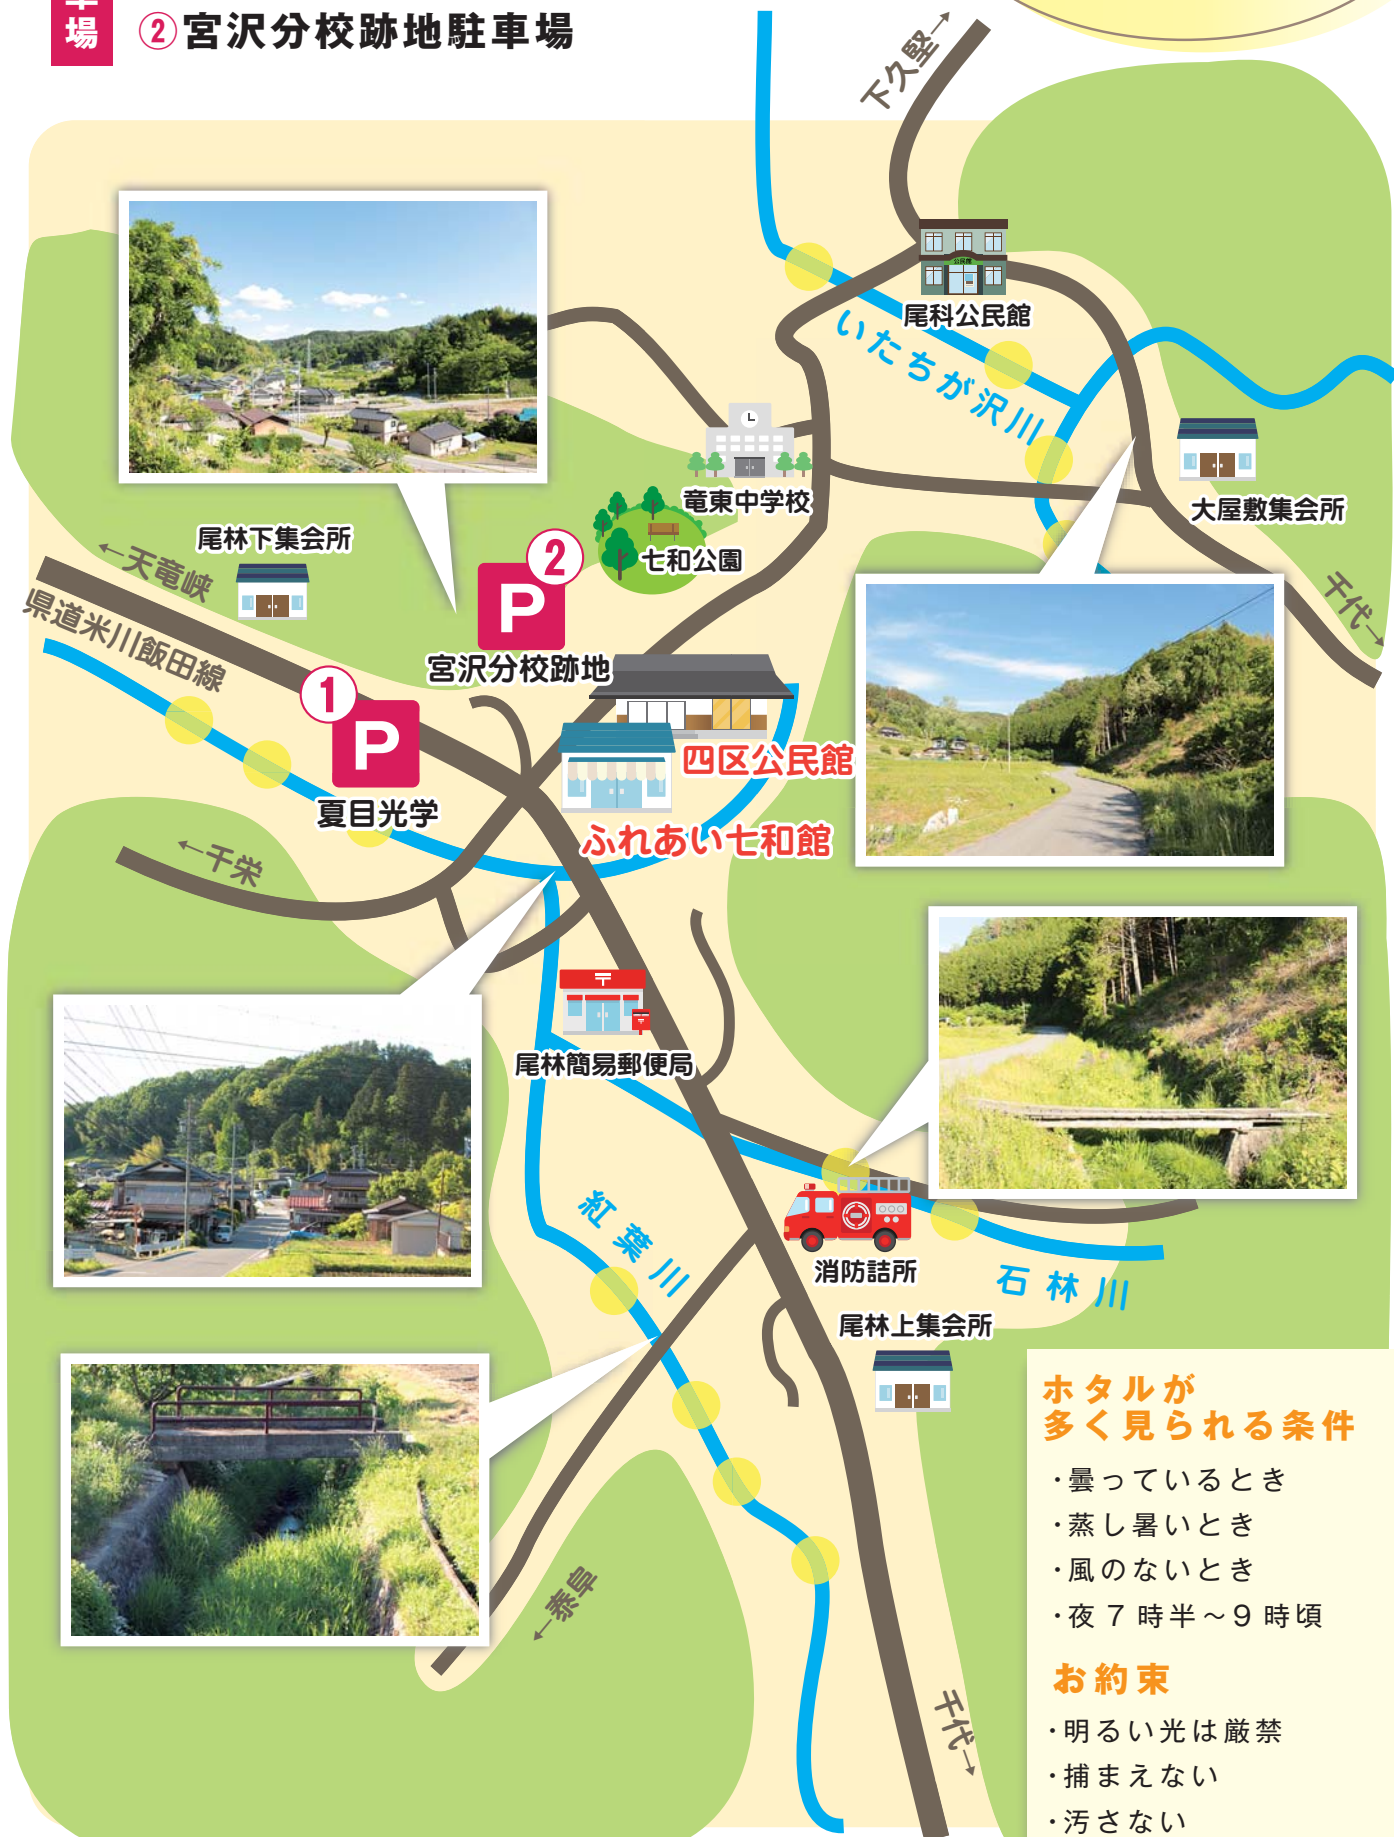 場
②宮沢分校跡地駐車場
下久堅→
公民館
尾科公民館
いたちが沢川
竜東中学校
大屋敷集会所
七和公園
尾林下集会所
←天竜峡
県道米川飯田線
千代→
2
P
宮沢分校跡地
1
P
夏目光学
四区公民館
ふれあい七和館
←千栄
〒
尾林簡易郵便局
紅葉川
消防詰所
石林川
尾林上集会所
←泰阜
千代→
ホタルが
多く見られる条件
・曇っているとき
・蒸し暑いとき
・風のないとき
・夜7時半～9時頃
お約束
・明るい光は厳禁
・捕まえない
・汚さない